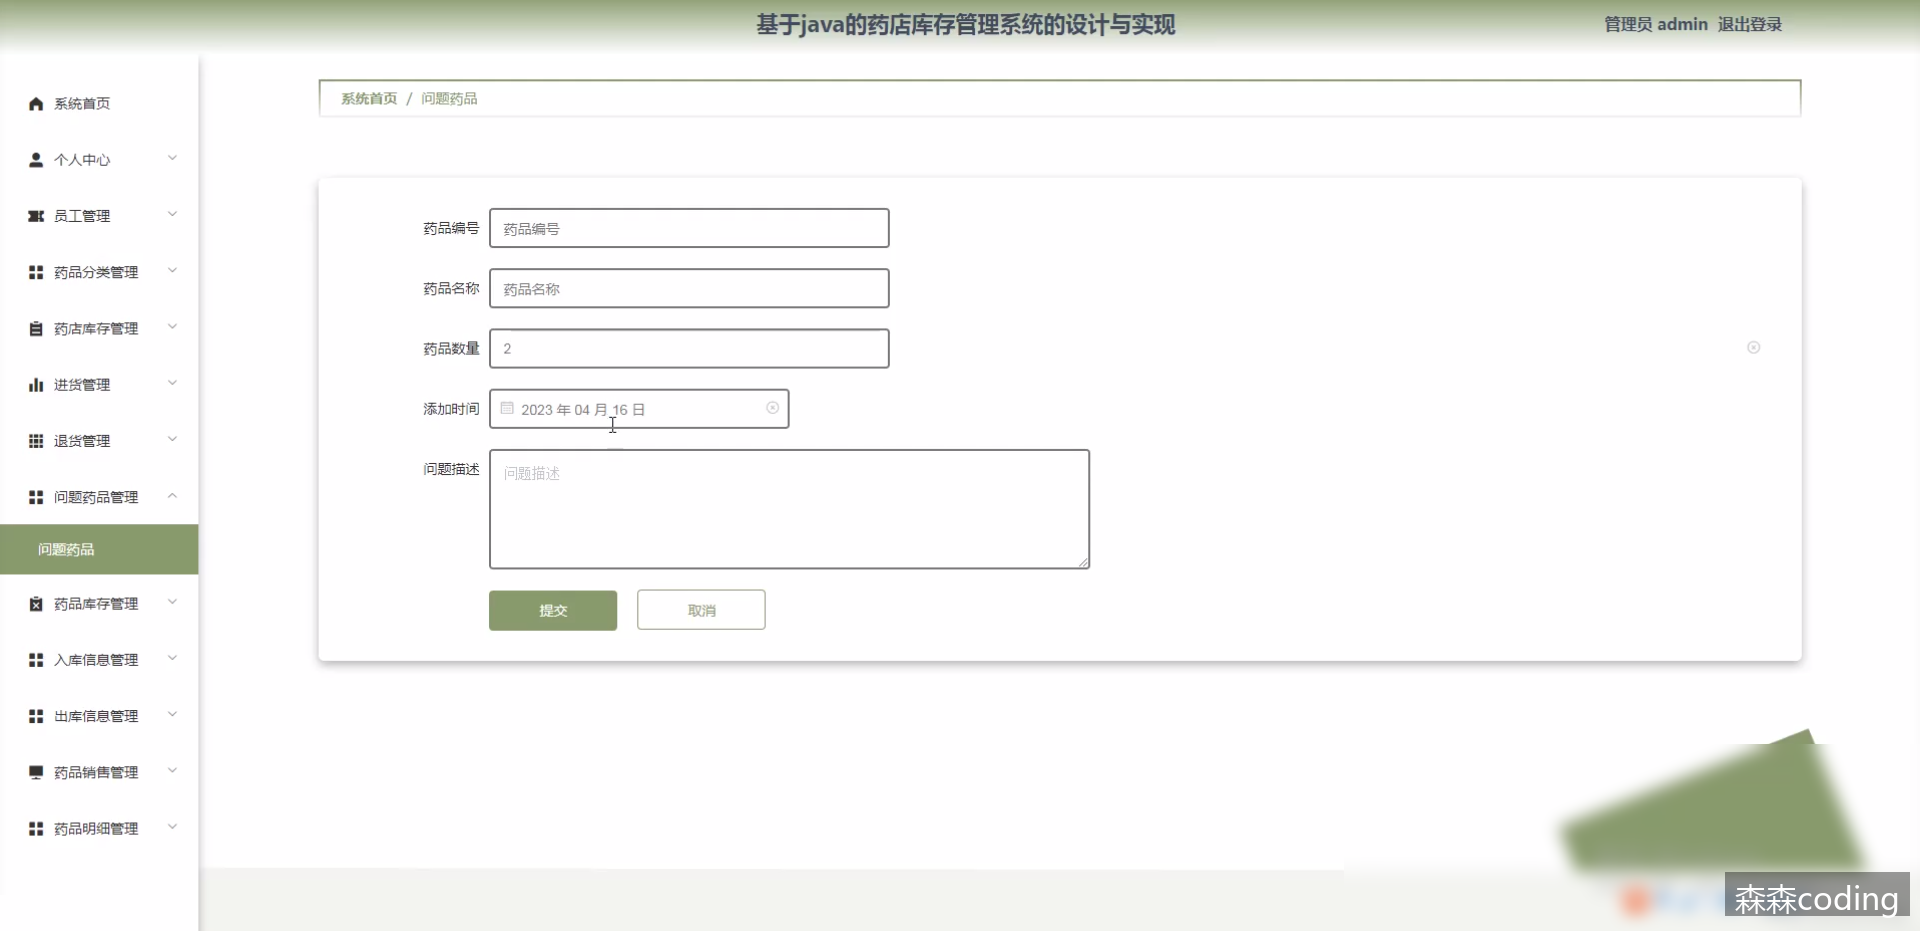 基于java的药店库存管理系统的设计与实现
管理员 admin 退出登录
系统首页
个人中心
员工管理
药品分类管理
药店库存管理
进货管理
退货管理
问题药品管理
问题药品
药品库存管理
入库信息管理
出库信息管理
药品销售管理
药品明细管理
系统首页 / 问题药品
药品编号 药品编号
药品名称 药品名称
药品数量 2
添加时间 2023 年 04 月 16 日
问题描述 问题描述
提交 取消
森森coding